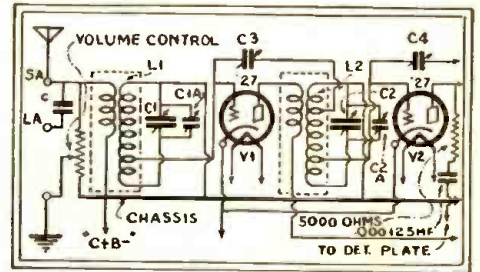 VOLUME CONTROL
L1
C3
C4
SA
C
LA
C1
C1A
'27
L2
C2
'27
V1
C2
A
V2
CHASSIS
"C+B-"
5000 OHMS
.000125MF
TO DET. PLATE